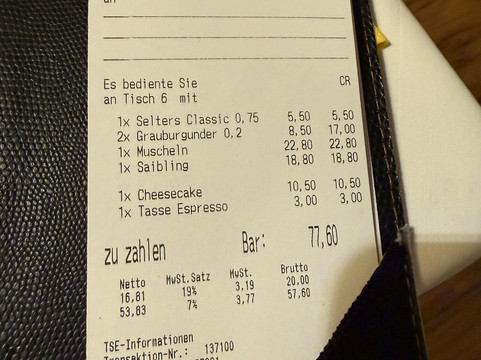 Es bediente Sie CR
an Tisch 6 mit
1x Selters Classic 0,75 5,50 5,50
2x Grauburgunder 0,2 8,50 17,00
1x Muscheln 22,80 22,80
1x Saibling 18,80 18,80
1x Cheesecake 10,50 10,50
1x Tasse Espresso 3,00 3,00
zu zahlen Bar: 77,60
Netto MwSt.Satz MwSt. Brutto
16,81 19% 3,19 20,00
53,83 7% 3,77 57,60
TSE-Informationen
Transaktion-Nr.: 137100